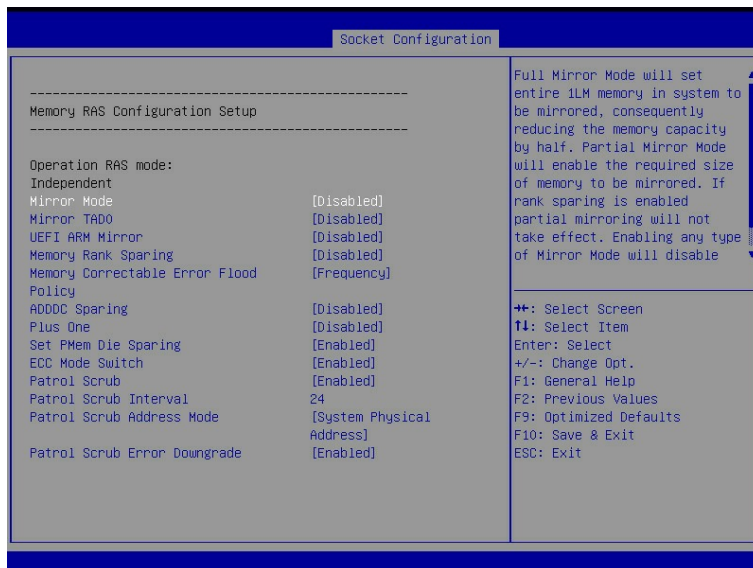 Socket Configuration
------------------------------------------------
Memory RAS Configuration Setup
------------------------------------------------
Operation RAS mode:
Independent
Mirror Mode [Disabled]
Mirror TAD0 [Disabled]
UEFI ARM Mirror [Disabled]
Memory Rank Sparing [Disabled]
Memory Correctable Error Flood [Frequency]
Policy
ADDDC Sparing [Disabled]
Plus One [Disabled]
Set PMem Die Sparing [Enabled]
ECC Mode Switch [Enabled]
Patrol Scrub [Enabled]
Patrol Scrub Interval 24
Patrol Scrub Address Mode [System Physical
Address]
Patrol Scrub Error Downgrade [Enabled]
Full Mirror Mode will set
entire 1LM memory in system to
be mirrored, consequently
reducing the memory capacity
by half. Partial Mirror Mode
will enable the required size
of memory to be mirrored. If
rank sparing is enabled
partial mirroring will not
take effect. Enabling any type
of Mirror Mode will disable
→←: Select Screen
↑↓: Select Item
Enter: Select
+/-: Change Opt.
F1: General Help
F2: Previous Values
F9: Optimized Defaults
F10: Save & Exit
ESC: Exit